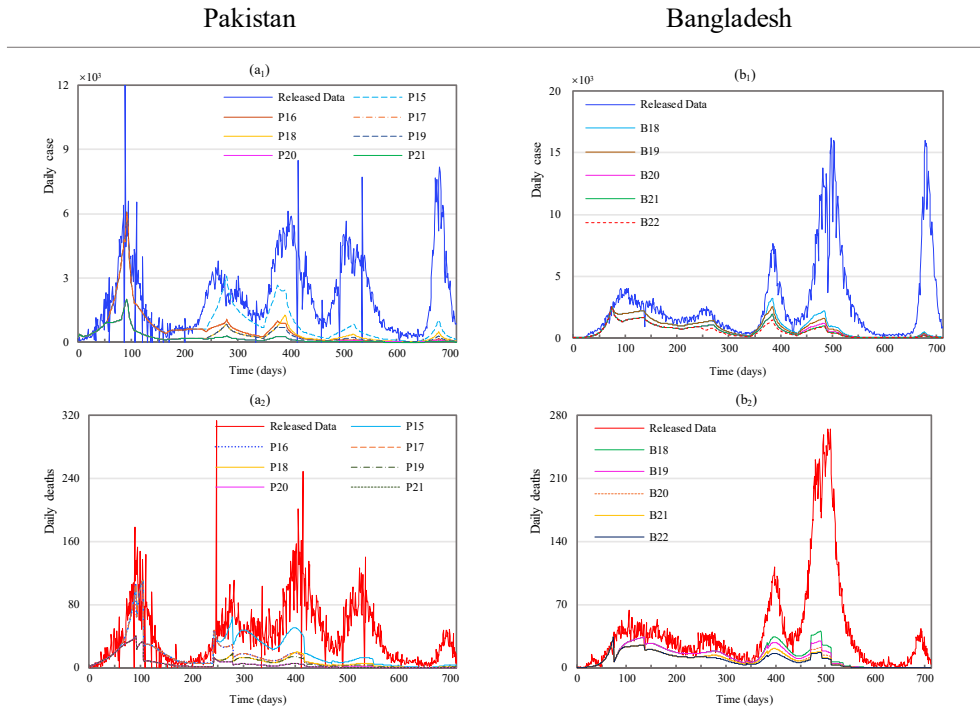 Pakistan
Bangladesh
(a₁)
×10³
12
9
6
3
0
Daily case
Released Data
P15
P16
P17
P18
P19
P20
P21
0 100 200 300 400 500 600 700
Time (days)
(b₁)
×10³
20
15
10
5
0
Daily case
Released Data
B18
B19
B20
B21
B22
0 100 200 300 400 500 600 700
Time (days)
(a₂)
320
240
160
80
0
Daily deaths
Released Data
P15
P16
P17
P18
P19
P20
P21
0 100 200 300 400 500 600 700
Time (days)
(b₂)
280
210
140
70
0
Daily deaths
Released Data
B18
B19
B20
B21
B22
0 100 200 300 400 500 600 700
Time (days)